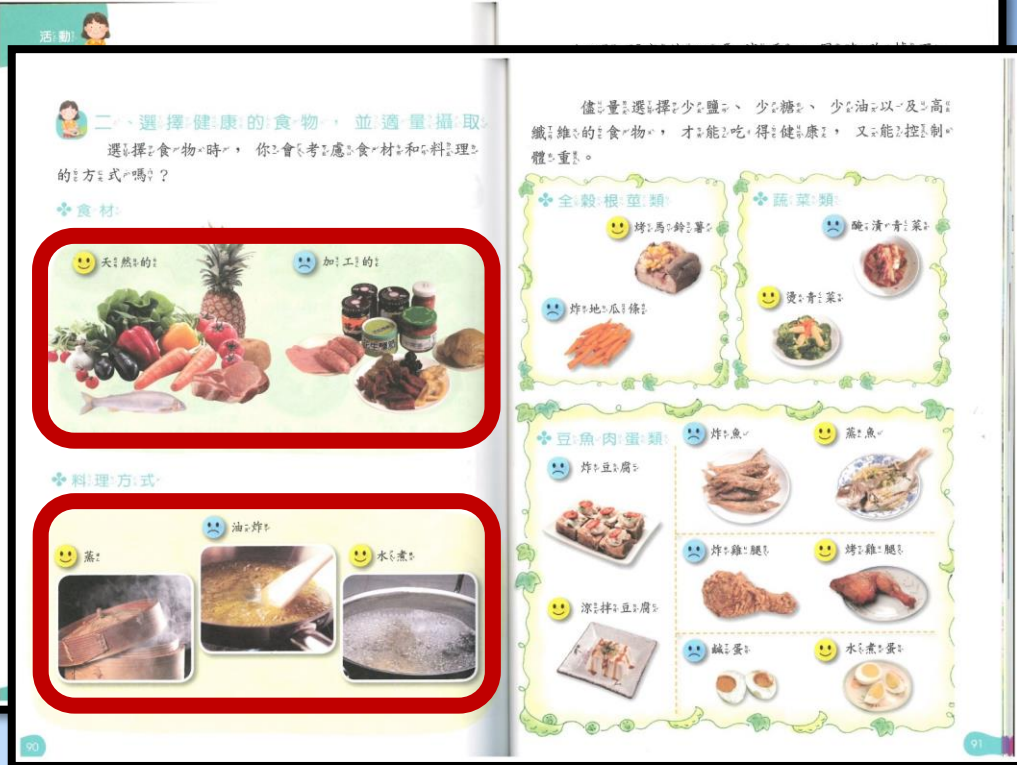 活動
二、選擇健康的食物，並適量攝取
選擇食物時，你會考慮食材和料理
的方式嗎？
食材
天然的
加工的
料理方式
油炸
蒸
水煮
90
儘量選擇少鹽、少糖、少油以及高
纖維的食物，才能吃得健康，又能控制
體重。
全穀根莖類
烤馬鈴薯
炸地瓜條
蔬菜類
醃漬青菜
燙青菜
豆魚肉蛋類
炸豆腐
涼拌豆腐
炸魚
蒸魚
炸雞腿
烤雞腿
鹹蛋
水煮蛋
91